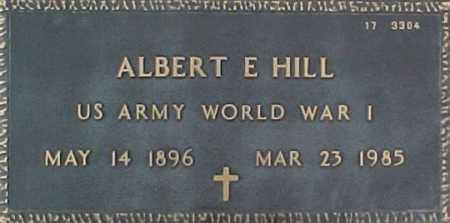 17 3304
ALBERT E HILL
US ARMY WORLD WAR I
MAY 14 1896 MAR 23 1985